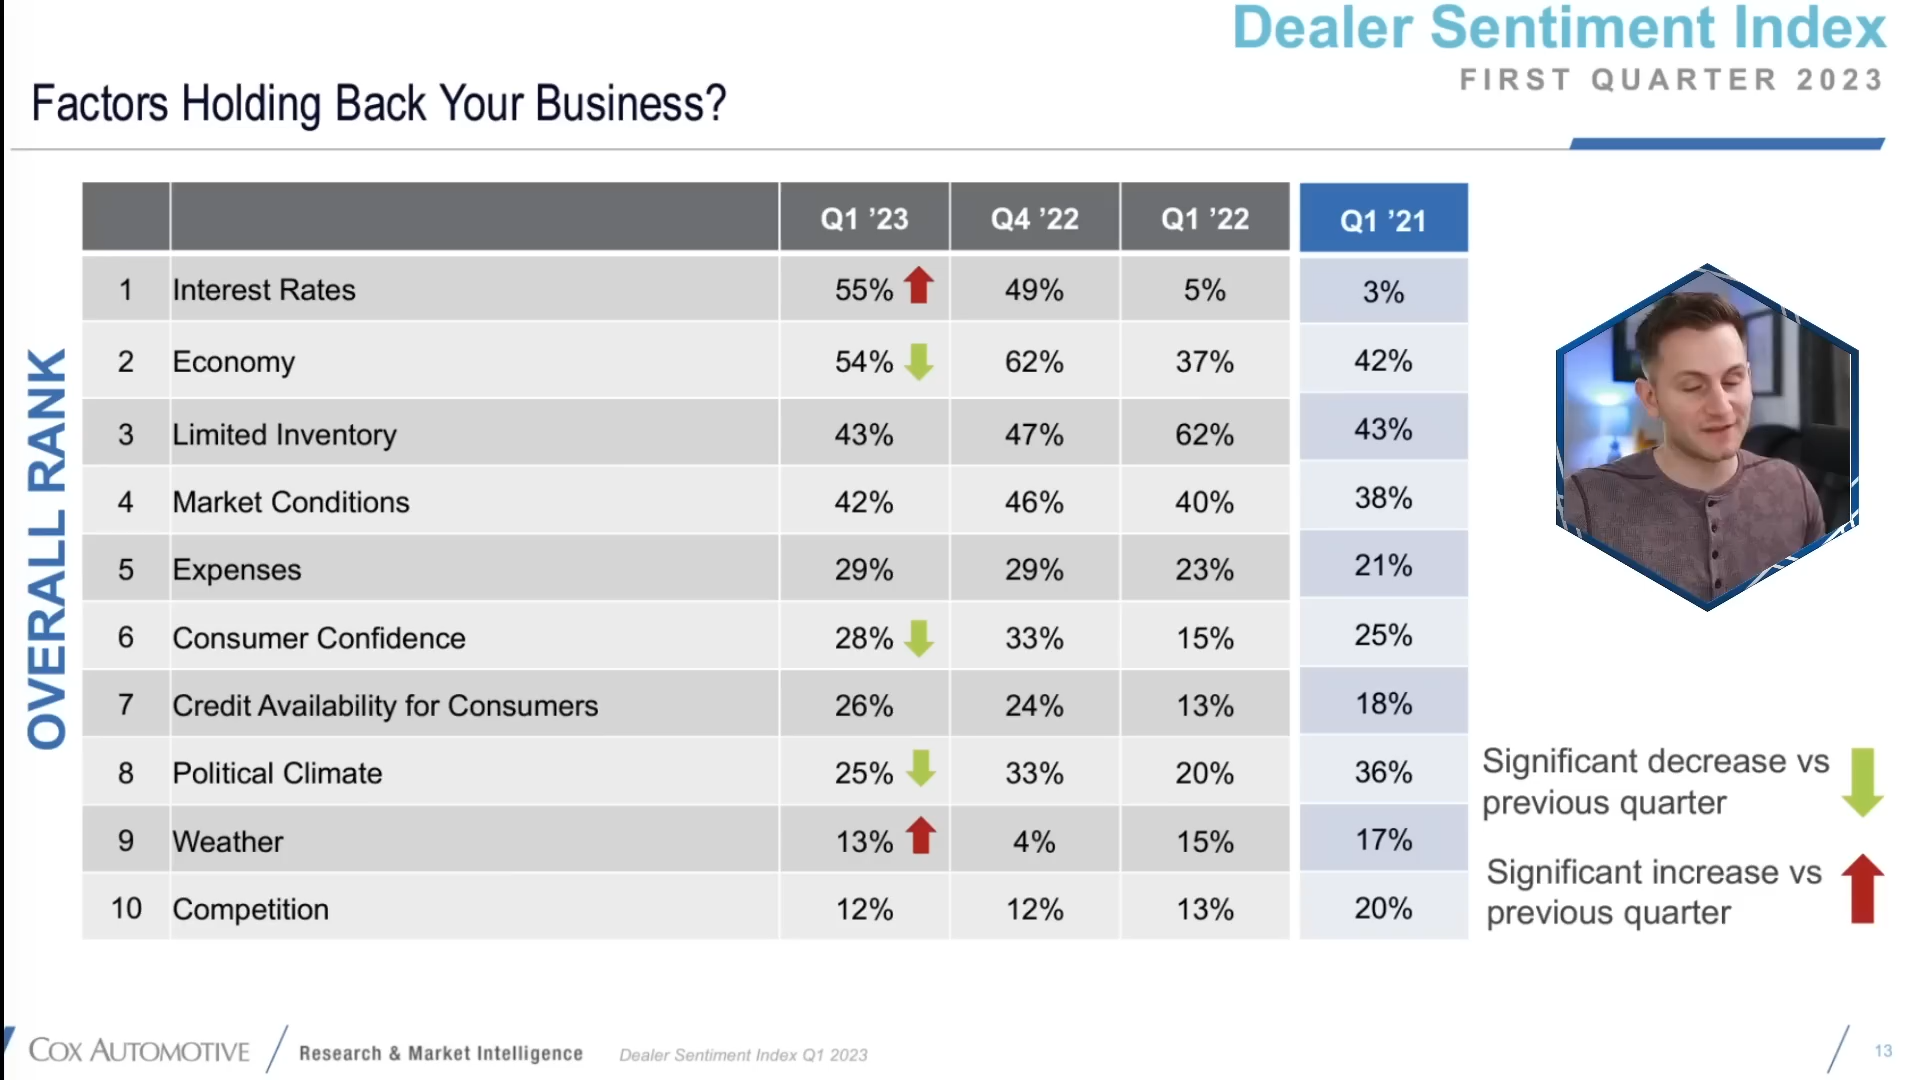 Dealer Sentiment Index
FIRST QUARTER 2023
Factors Holding Back Your Business?
OVERALL RANK
Q1 ’23 Q4 ’22 Q1 ’22 Q1 ’21
1 Interest Rates 55% 49% 5% 3%
2 Economy 54% 62% 37% 42%
3 Limited Inventory 43% 47% 62% 43%
4 Market Conditions 42% 46% 40% 38%
5 Expenses 29% 29% 23% 21%
6 Consumer Confidence 28% 33% 15% 25%
7 Credit Availability for Consumers 26% 24% 13% 18%
8 Political Climate 25% 33% 20% 36%
9 Weather 13% 4% 15% 17%
10 Competition 12% 12% 13% 20%
Significant decrease vs
previous quarter
Significant increase vs
previous quarter
COX AUTOMOTIVE Research & Market Intelligence Dealer Sentiment Index Q1 2023 13